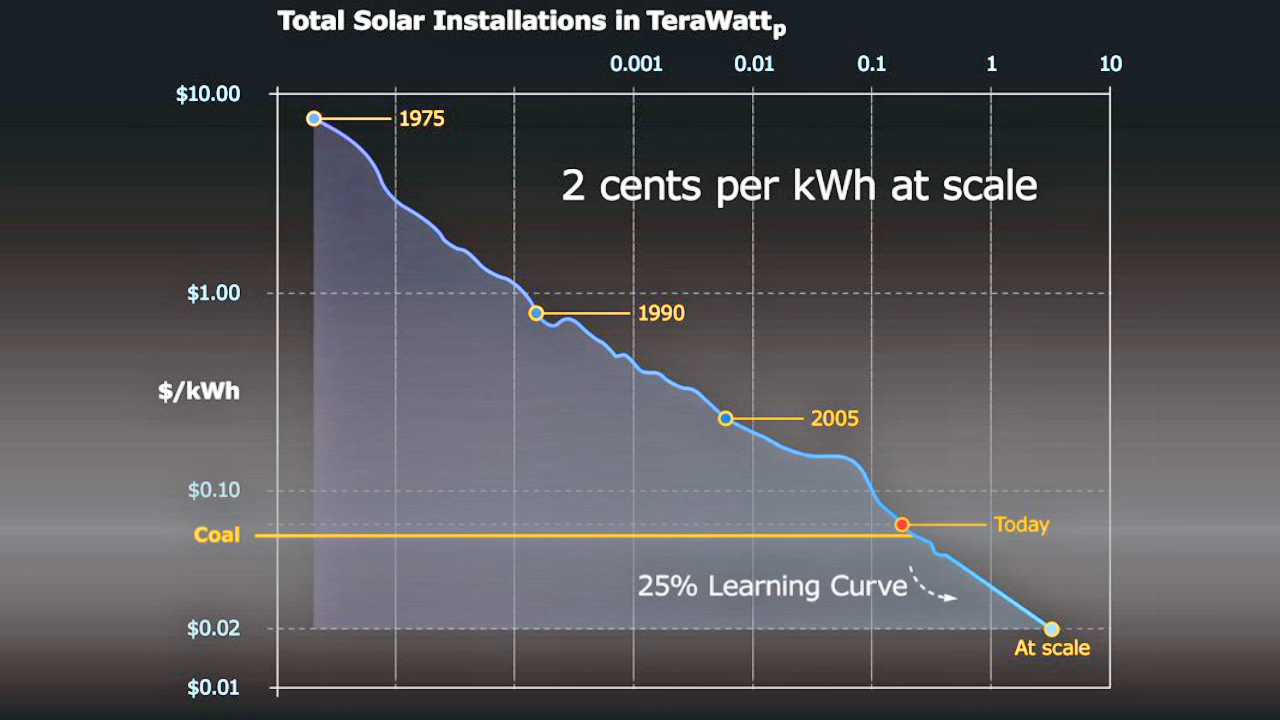 Total Solar Installations in TeraWattp
0.001 0.01 0.1 1 10
$10.00
1975
2 cents per kWh at scale
$1.00
1990
$/kWh
2005
$0.10
Today
Coal
25% Learning Curve
$0.02
At scale
$0.01